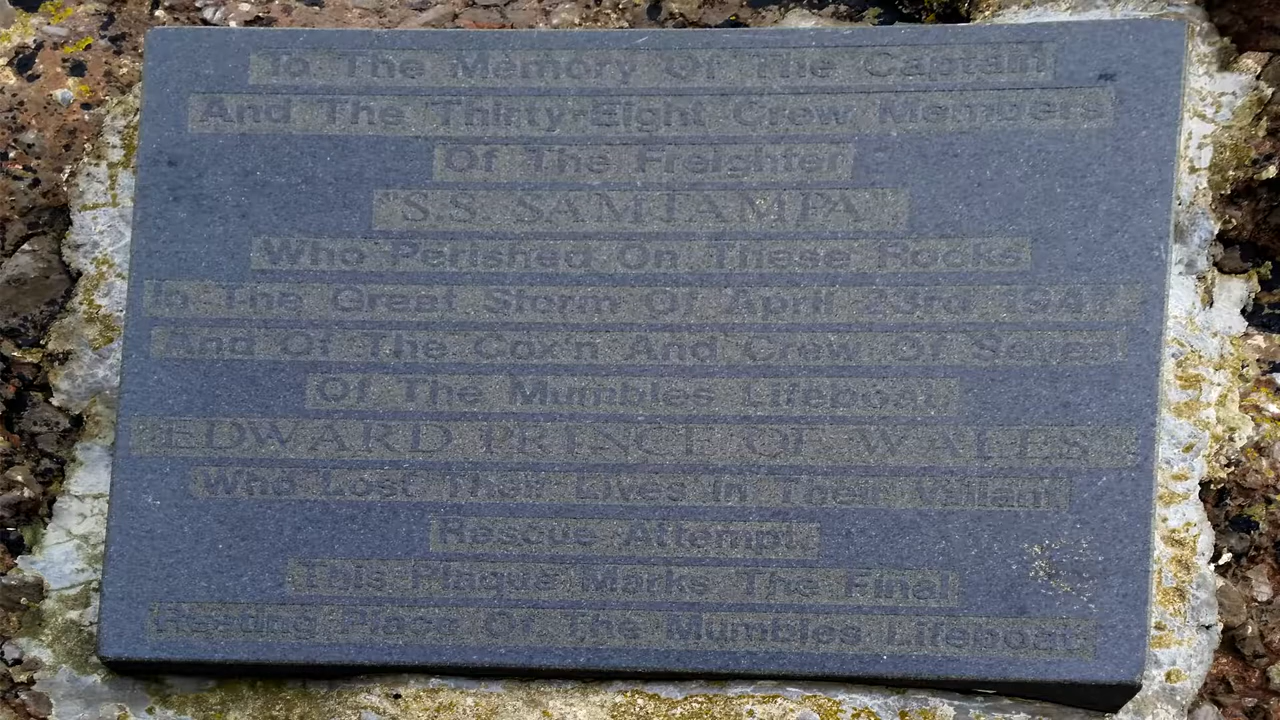 To The Memory Of The Captain
And The Thirty-Eight Crew Members
Of The Freighter
"S.S. SAMTAMPA"
Who Perished On These Rocks
In The Great Storm Of April 23rd 1947
And Of The Cox'n And Crew Of Seven
Of The Mumbles Lifeboat,
"EDWARD PRINCE OF WALES"
Who Lost Their Lives In Their Valiant
Rescue Attempt.
This Plaque Marks The Final
Resting Place Of The Mumbles Lifeboat.